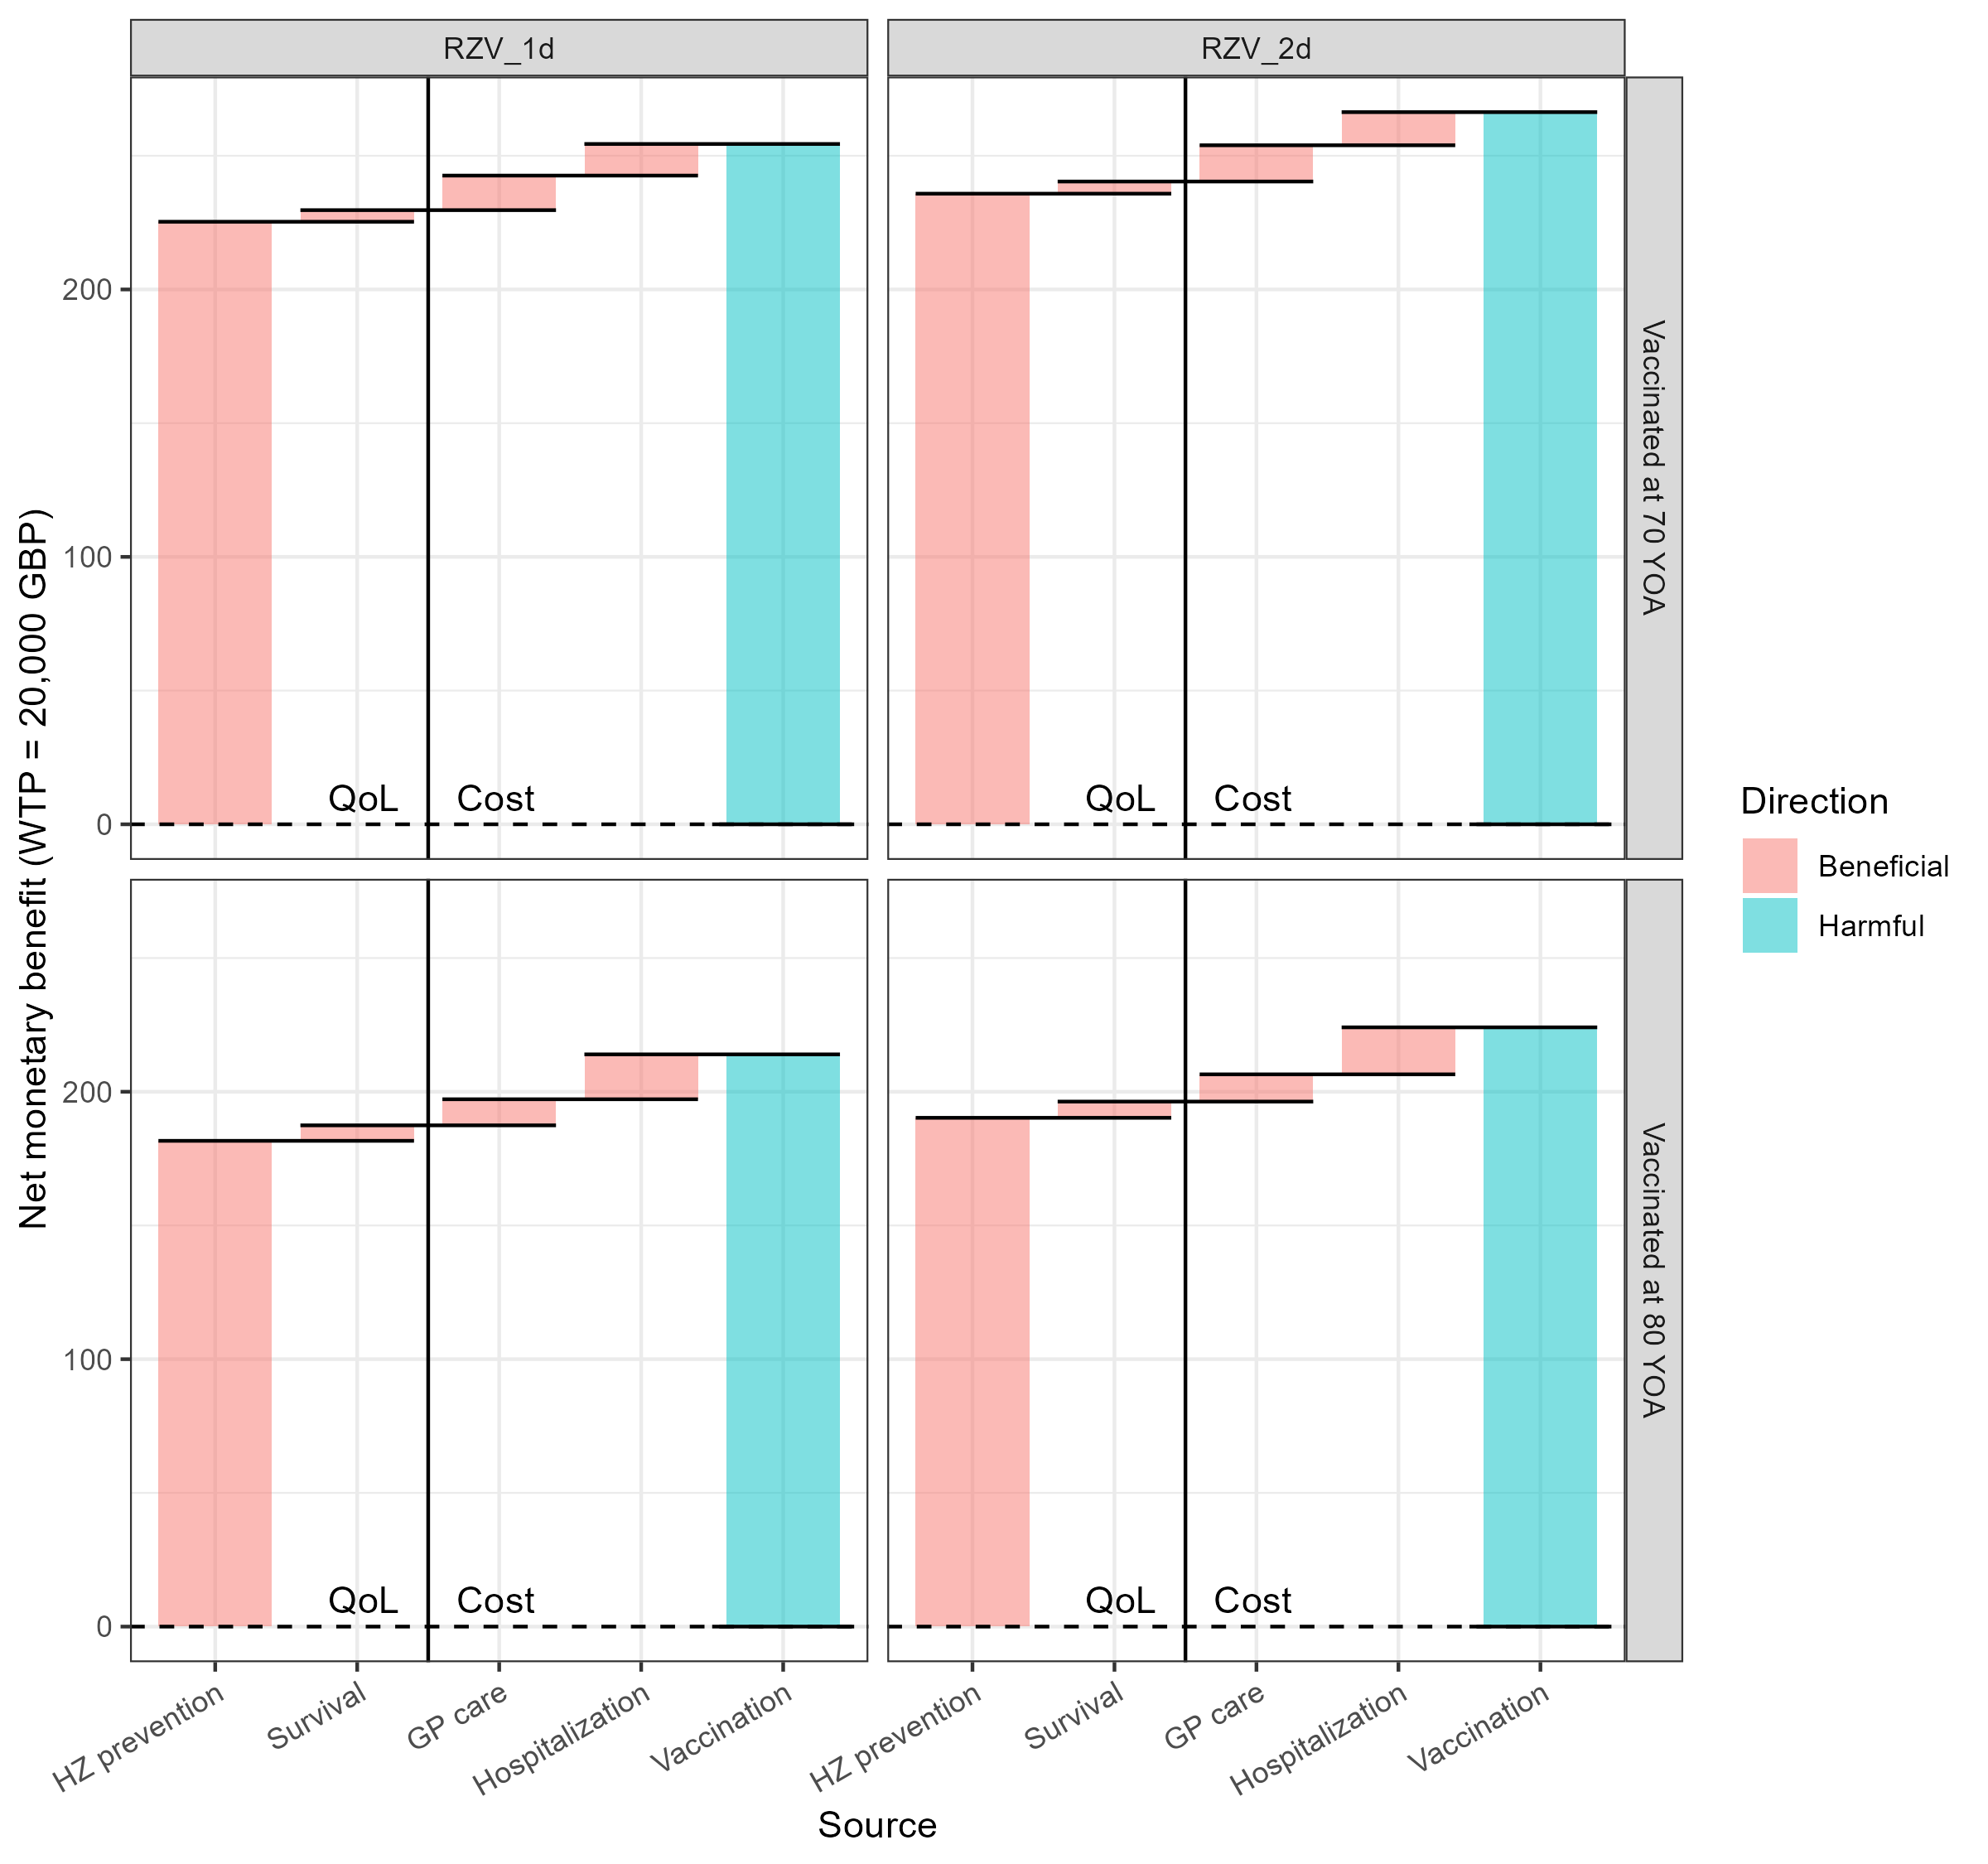 RZV_1d
RZV_2d
Net monetary benefit (WTP = 20,000 GBP)
200
100
0
QoL
Cost
QoL
Cost
Vaccinated at 70 YOA
200
100
0
QoL
Cost
QoL
Cost
Vaccinated at 80 YOA
HZ prevention
Survival
GP care
Hospitalization
Vaccination
HZ prevention
Survival
GP care
Hospitalization
Vaccination
Source
Direction
Beneficial
Harmful